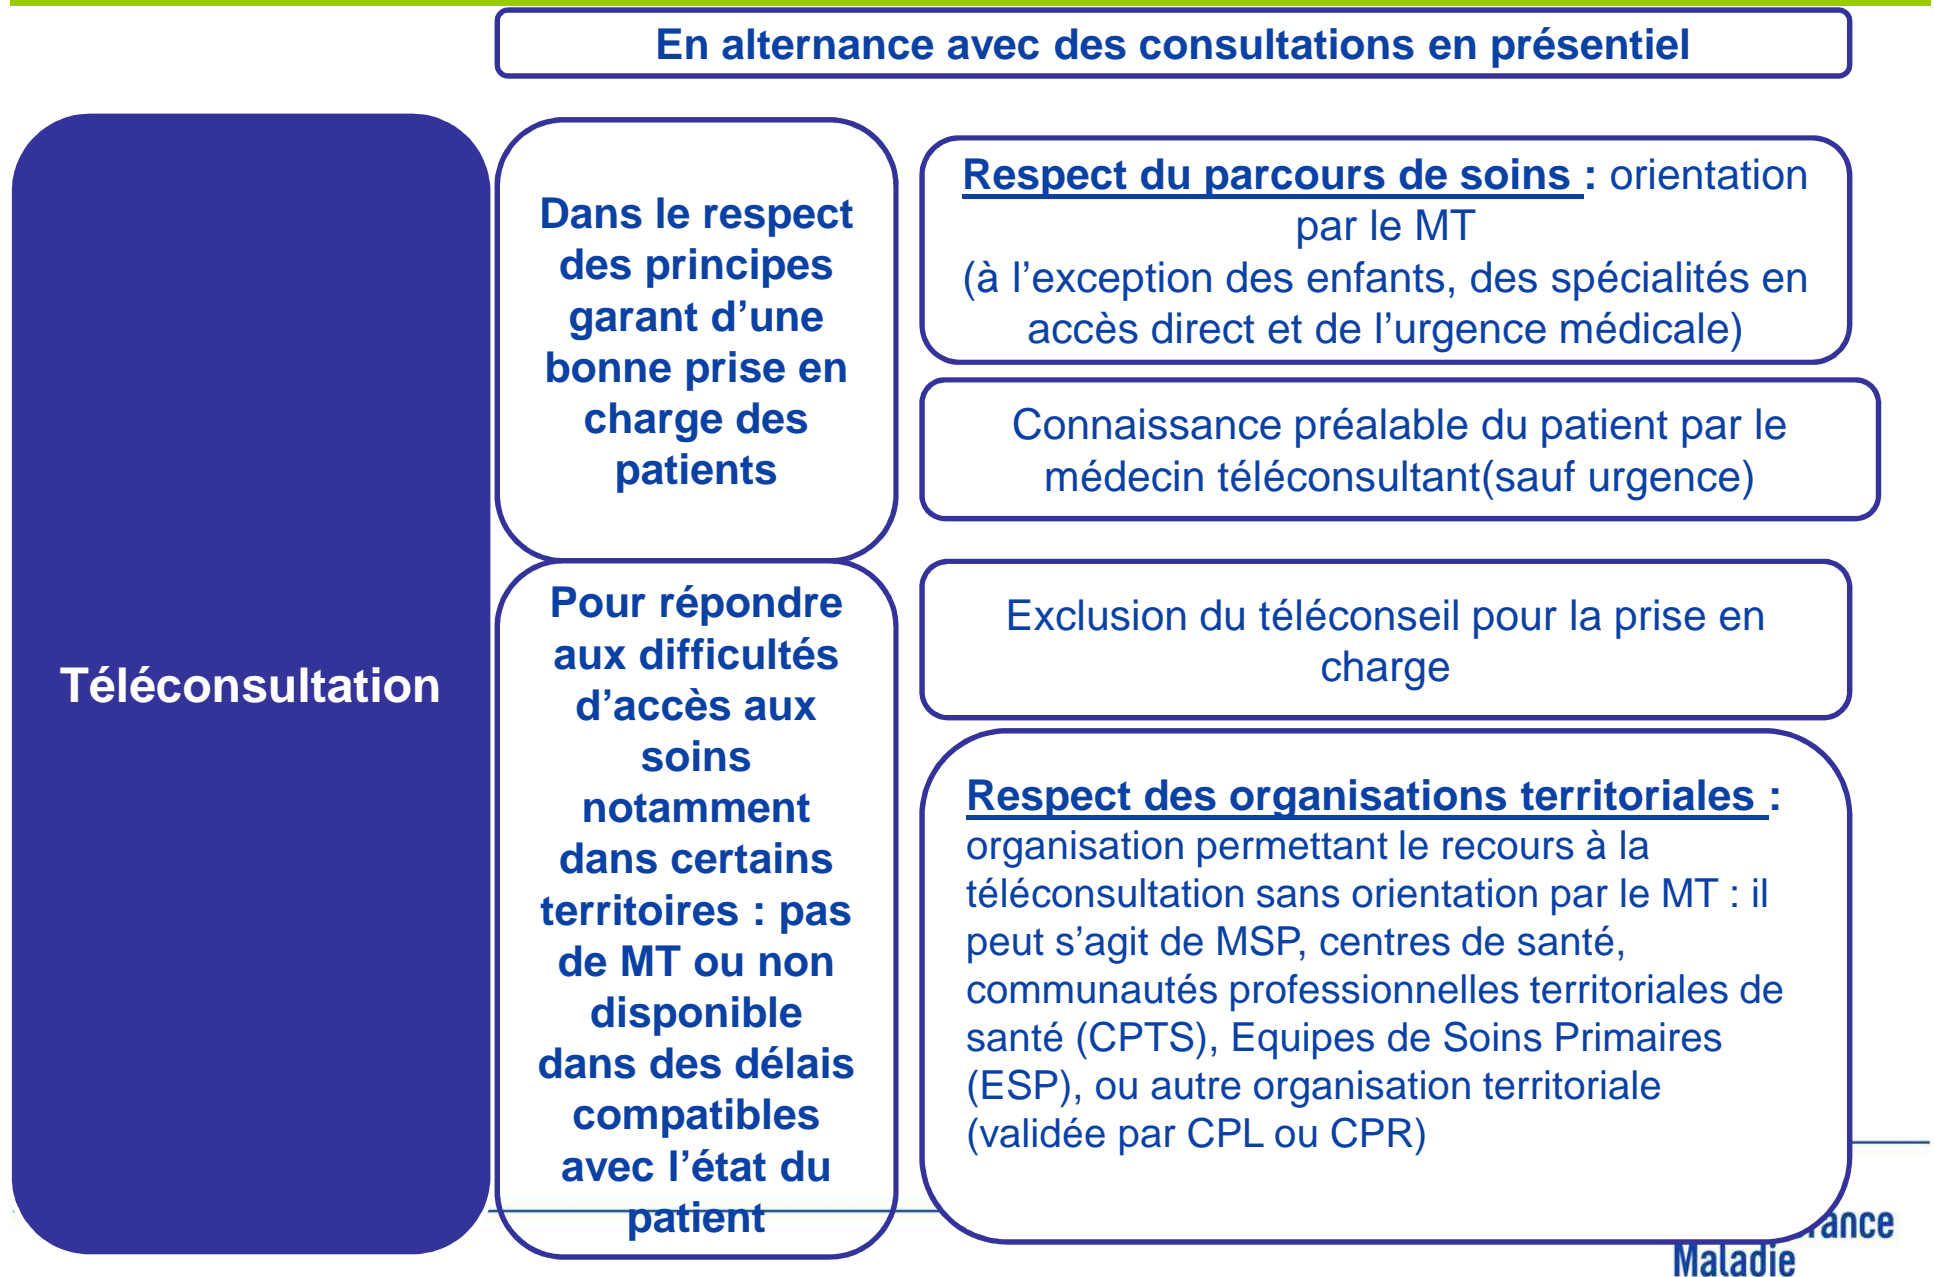 En alternance avec des consultations en présentiel
Téléconsultation
Dans le respect
des principes
garant d’une
bonne prise en
charge des
patients
Respect du parcours de soins : orientation
par le MT
(à l’exception des enfants, des spécialités en
accès direct et de l’urgence médicale)
Connaissance préalable du patient par le
médecin téléconsultant(sauf urgence)
Pour répondre
aux difficultés
d’accès aux
soins
notamment
dans certains
territoires : pas
de MT ou non
disponible
dans des délais
compatibles
avec l’état du
patient
Exclusion du téléconseil pour la prise en
charge
Respect des organisations territoriales :
organisation permettant le recours à la
téléconsultation sans orientation par le MT : il
peut s’agit de MSP, centres de santé,
communautés professionnelles territoriales de
santé (CPTS), Equipes de Soins Primaires
(ESP), ou autre organisation territoriale
(validée par CPL ou CPR)
Maladie